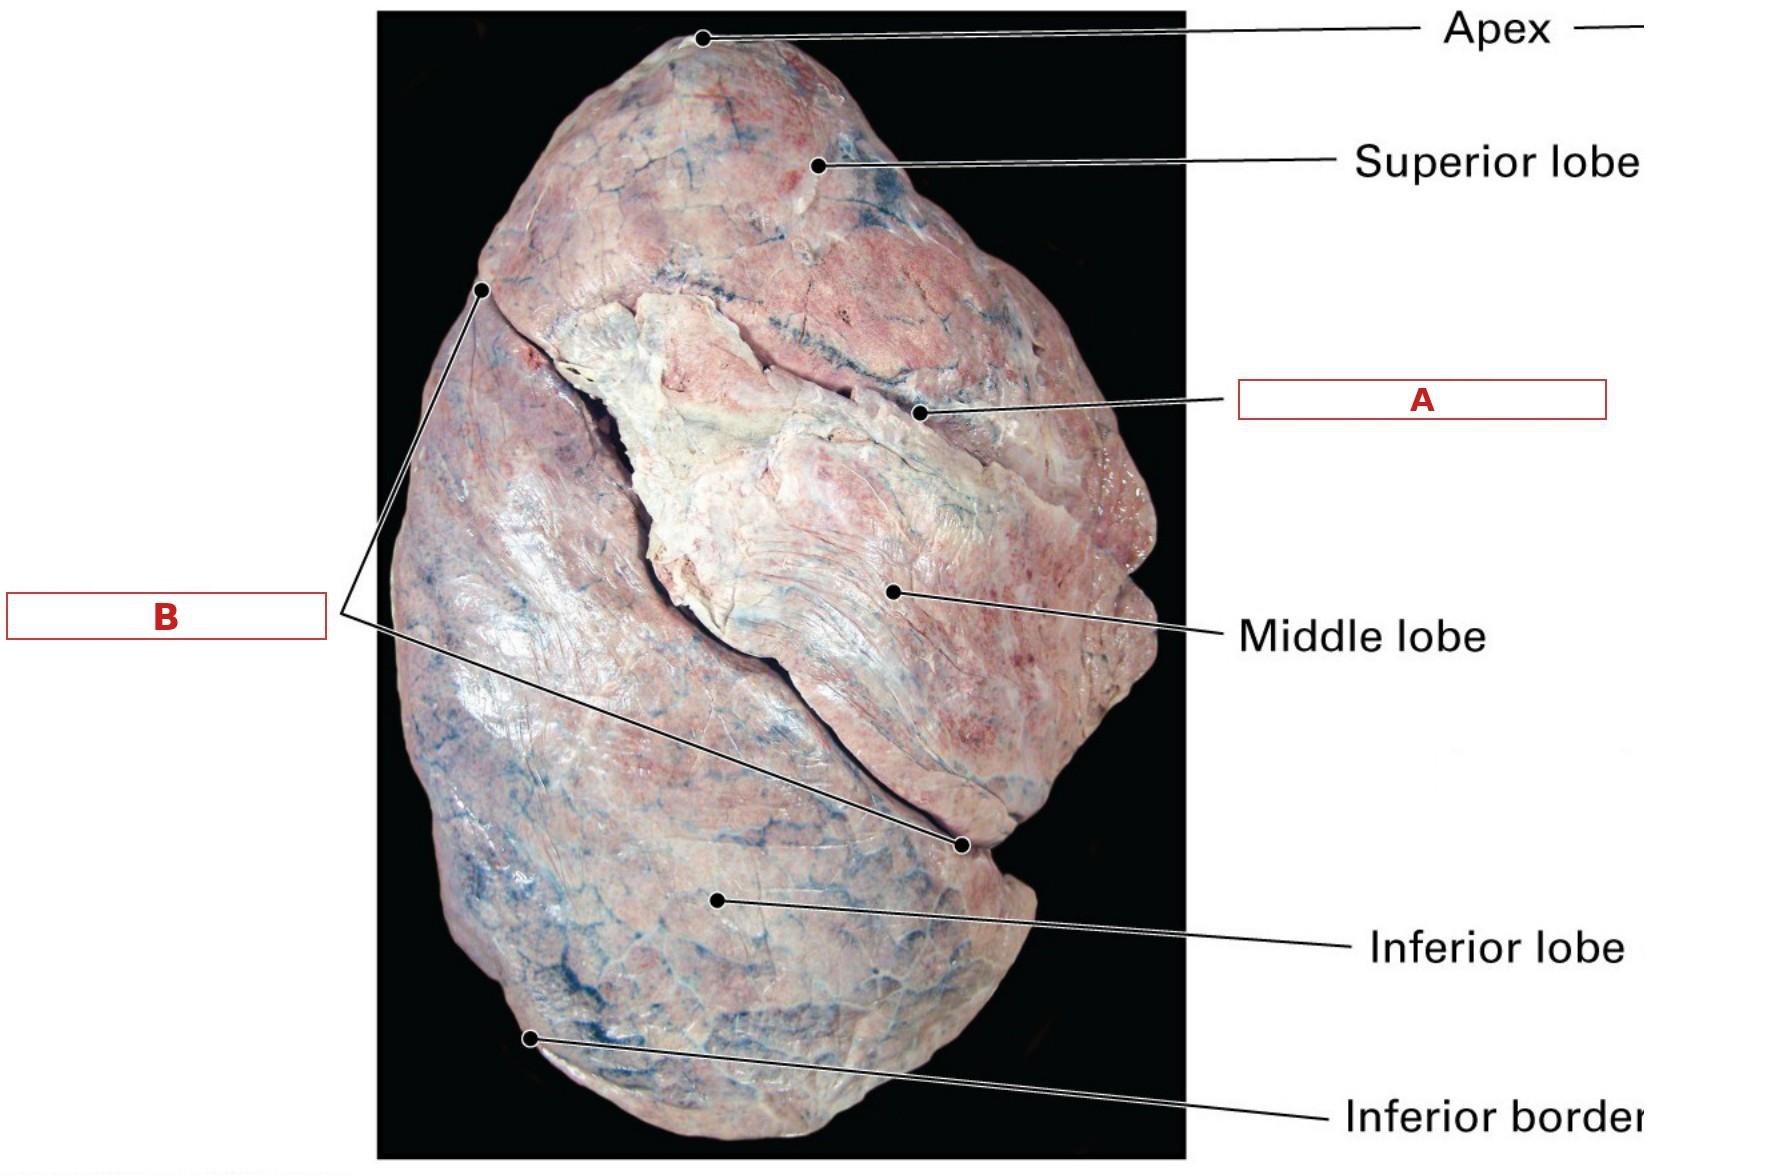 Apex
Superior lobe
A
B
Middle lobe
Inferior lobe
Inferior border